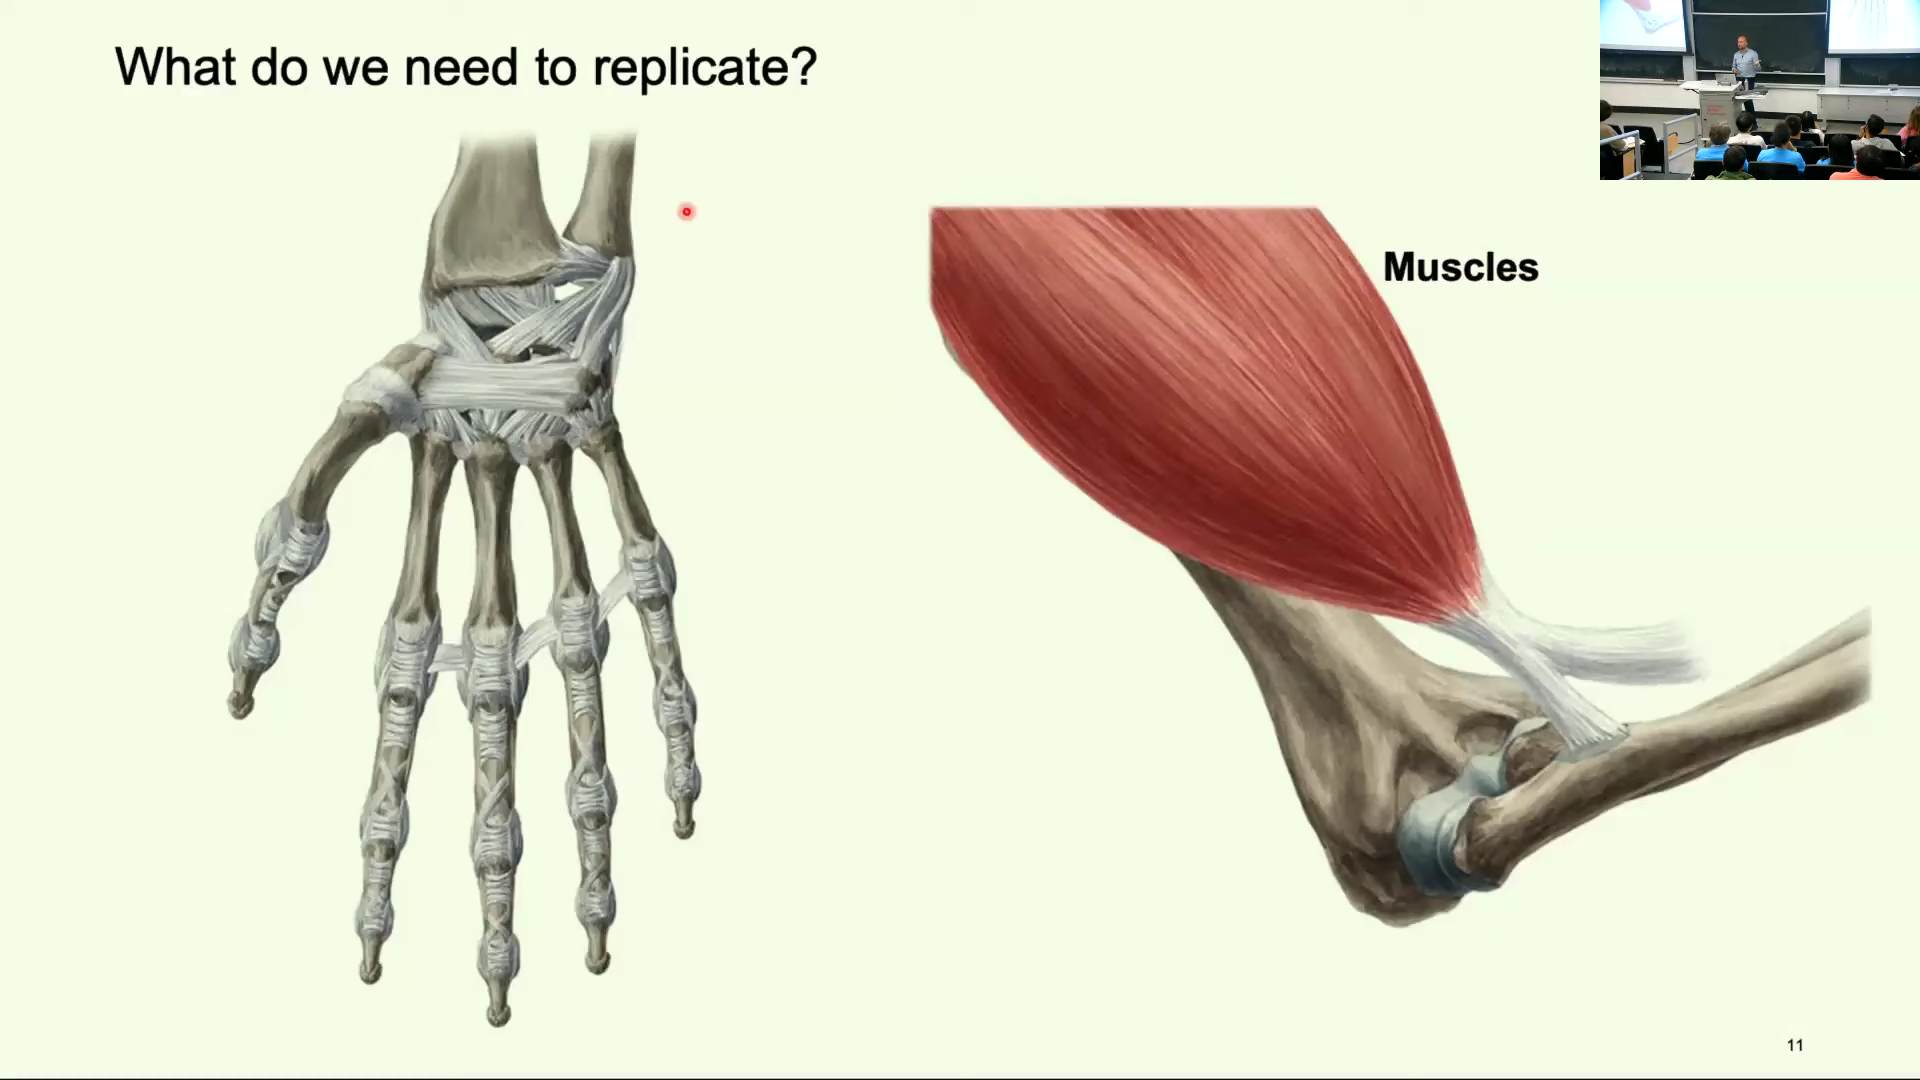 What do we need to replicate?
Muscles
11